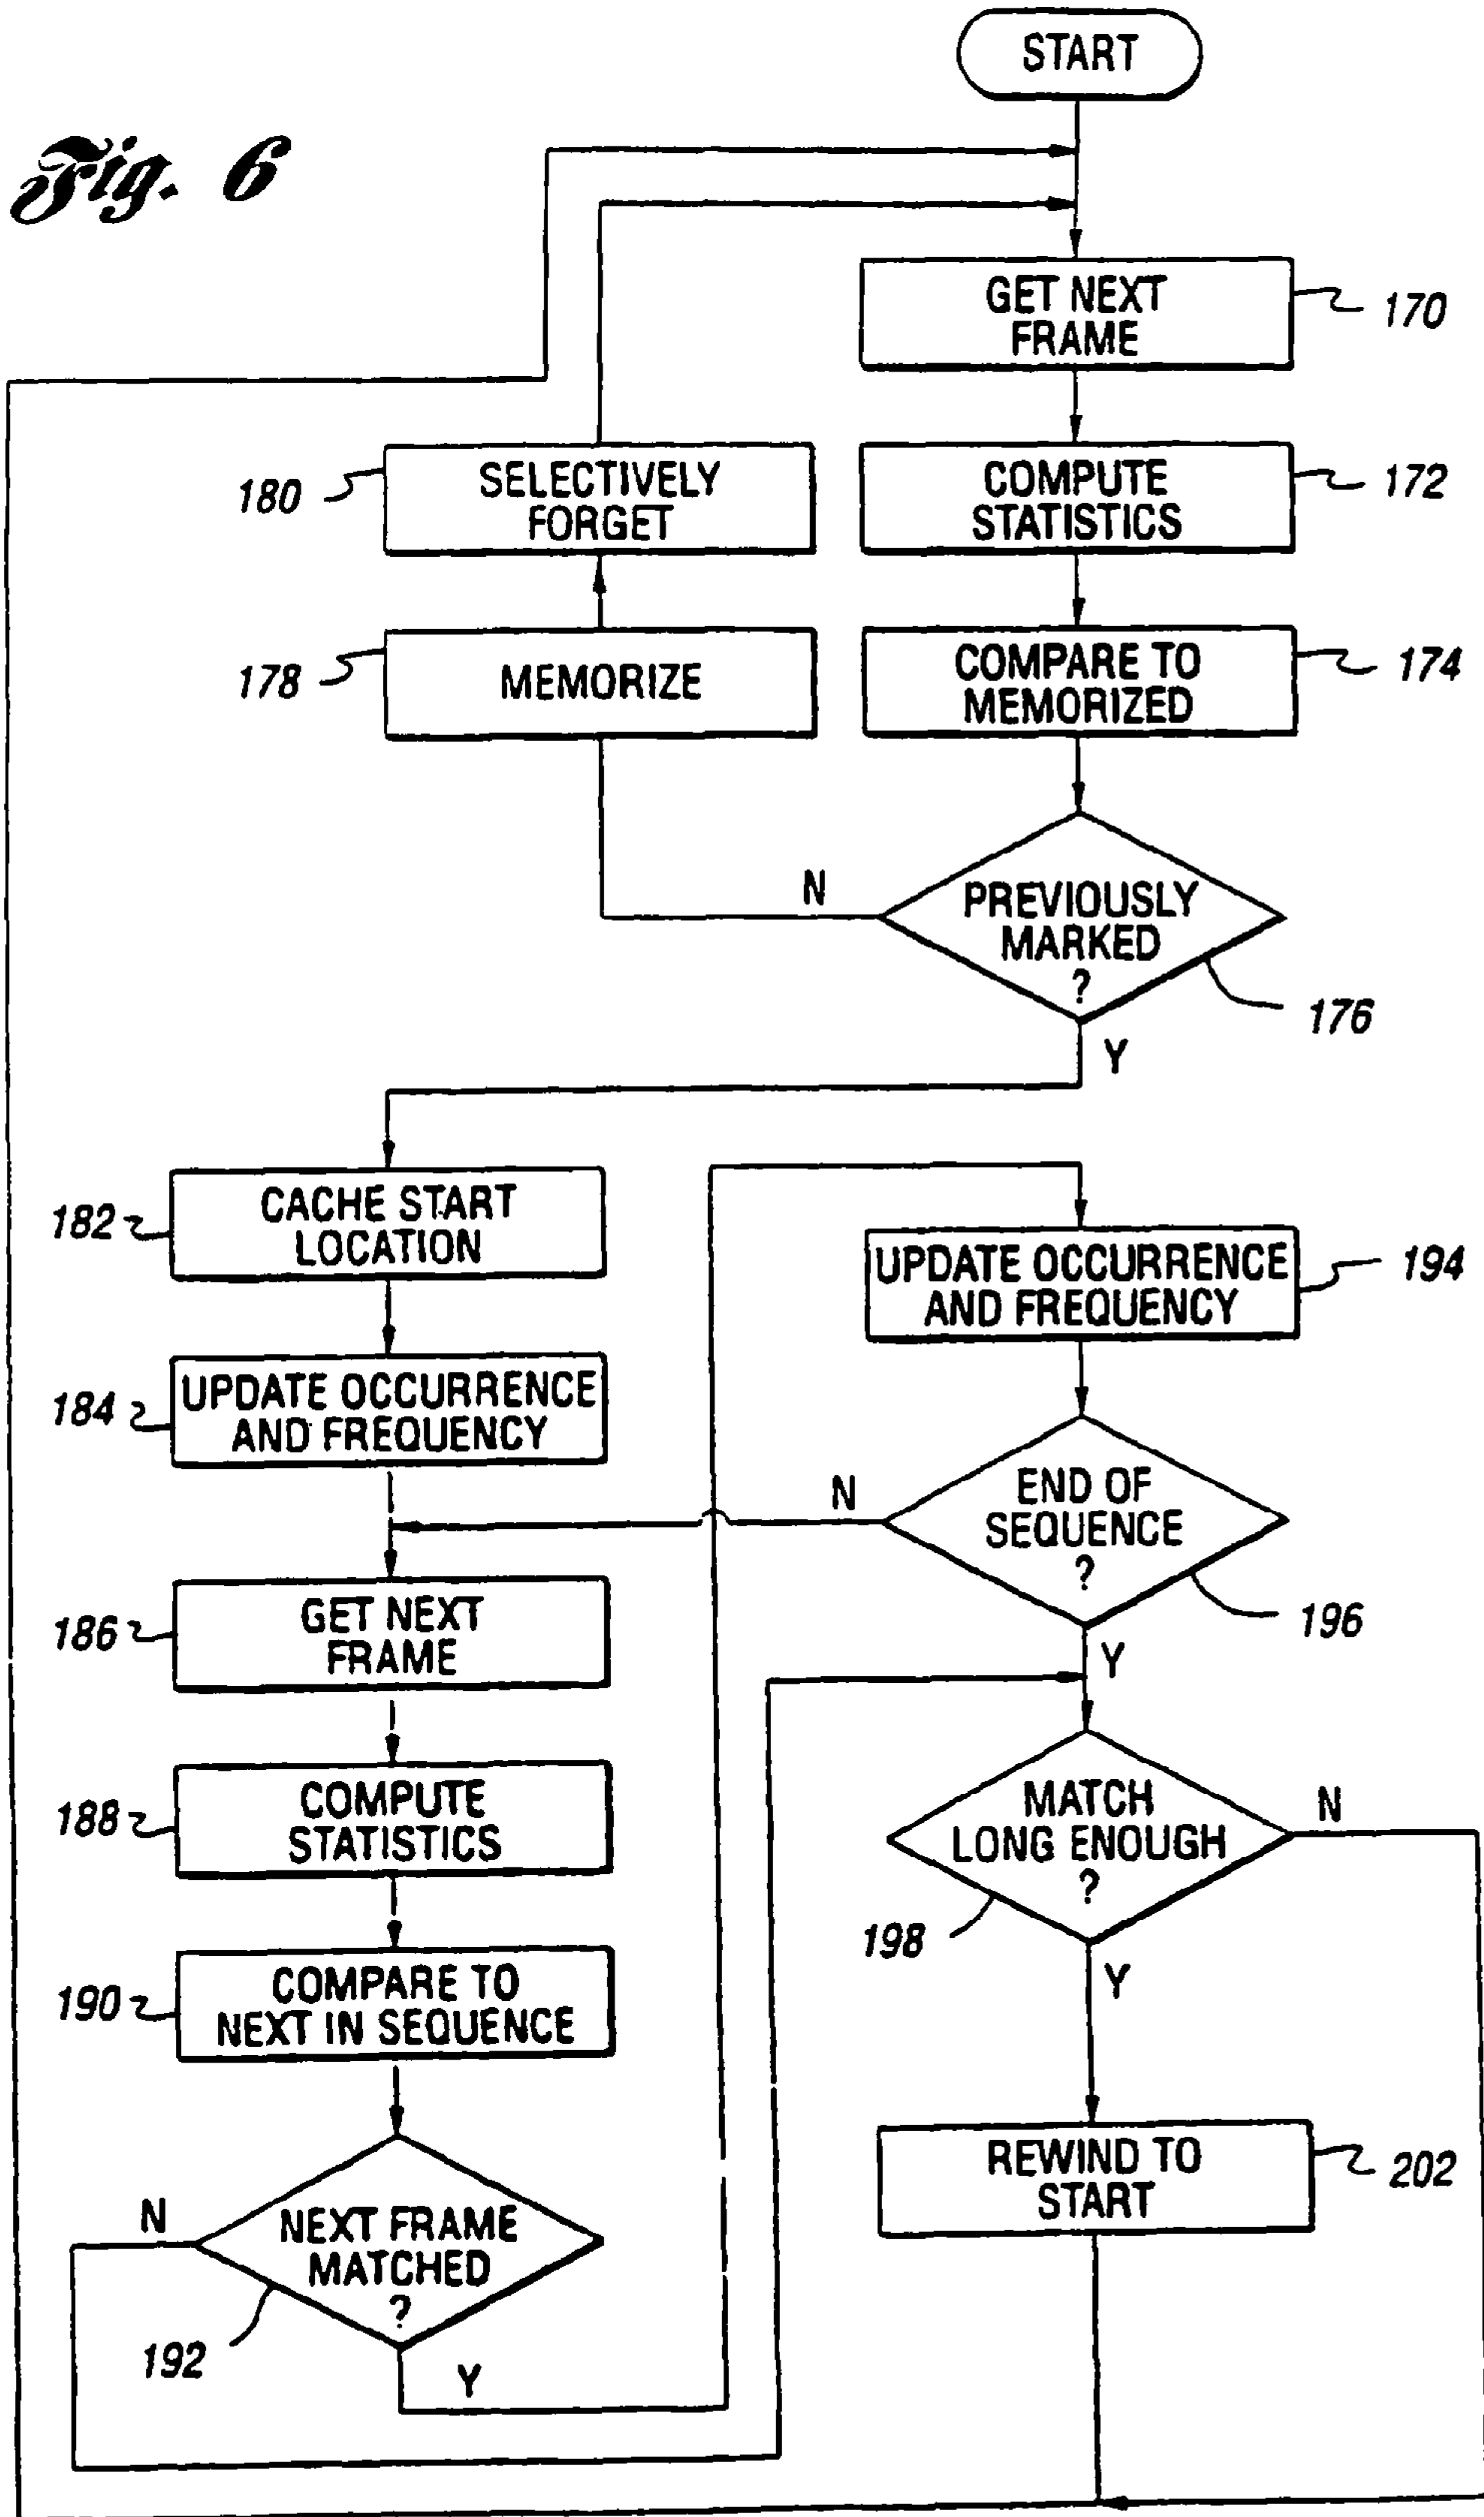 START
Fig. 6
GET NEXT
FRAME
170
180
SELECTIVELY
FORGET
COMPUTE
STATISTICS
172
178
MEMORIZE
COMPARE TO
MEMORIZED
174
N
PREVIOUSLY
MARKED
?
176
Y
182
CACHE START
LOCATION
UPDATE OCCURRENCE
AND FREQUENCY
194
184
UPDATE OCCURRENCE
AND FREQUENCY
N
END OF
SEQUENCE
?
196
Y
186
GET NEXT
FRAME
188
COMPUTE
STATISTICS
MATCH
LONG ENOUGH
?
N
198
Y
190
COMPARE TO
NEXT IN SEQUENCE
REWIND TO
START
202
N
NEXT FRAME
MATCHED
?
192
Y